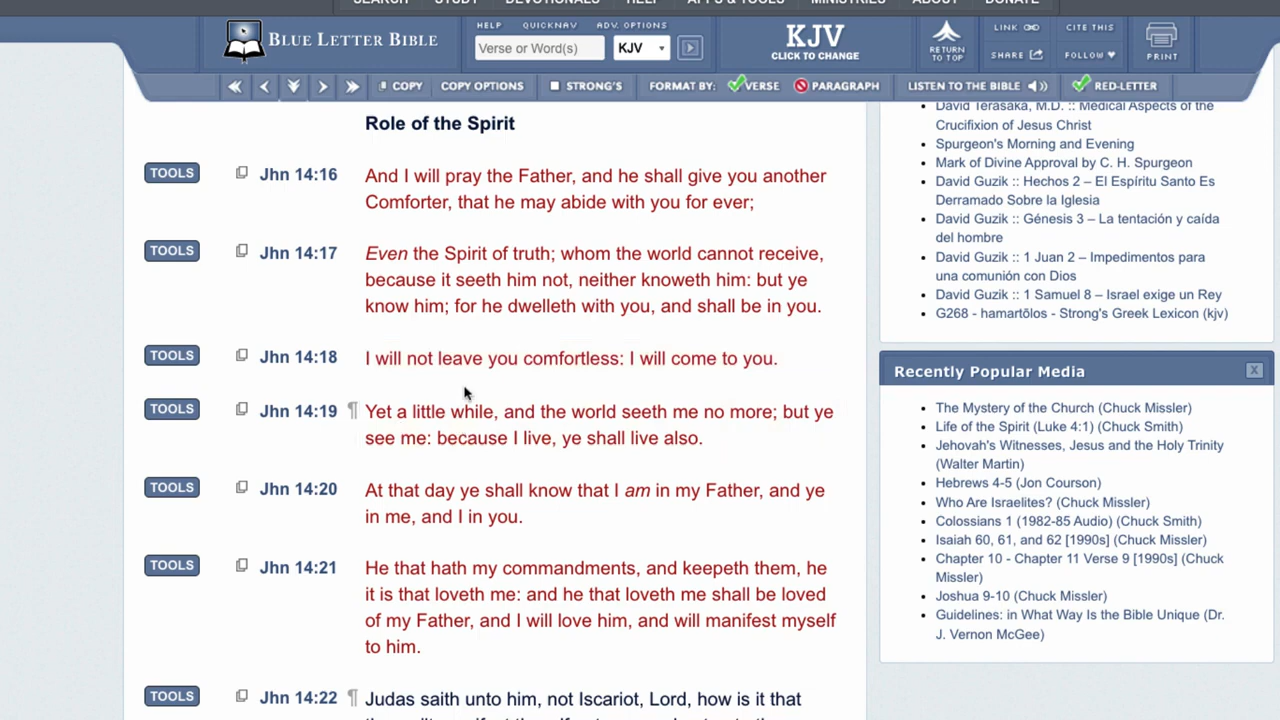 SEARCH STUDY DEVOTIONALS HELP APPS & TOOLS MINISTRIES ABOUT DONATE
BLUE LETTER BIBLE
HELP QUICKNAV ADV. OPTIONS
Verse or Word(s) KJV
KJV
CLICK TO CHANGE
RETURN
TO TOP
LINK
SHARE
CITE THIS
FOLLOW
PRINT
COPY COPY OPTIONS STRONG'S FORMAT BY: VERSE PARAGRAPH LISTEN TO THE BIBLE RED-LETTER
Role of the Spirit
TOOLS Jhn 14:16 And I will pray the Father, and he shall give you another
Comforter, that he may abide with you for ever;
TOOLS Jhn 14:17 Even the Spirit of truth; whom the world cannot receive,
because it seeth him not, neither knoweth him: but ye
know him; for he dwelleth with you, and shall be in you.
TOOLS Jhn 14:18 I will not leave you comfortless: I will come to you.
TOOLS Jhn 14:19 ¶ Yet a little while, and the world seeth me no more; but ye
see me: because I live, ye shall live also.
TOOLS Jhn 14:20 At that day ye shall know that I am in my Father, and ye
in me, and I in you.
TOOLS Jhn 14:21 He that hath my commandments, and keepeth them, he
it is that loveth me: and he that loveth me shall be loved
of my Father, and I will love him, and will manifest myself
to him.
TOOLS Jhn 14:22 ¶ Judas saith unto him, not Iscariot, Lord, how is it that
David Terasaka, M.D. :: Medical Aspects of the
Crucifixion of Jesus Christ
Spurgeon's Morning and Evening
Mark of Divine Approval by C. H. Spurgeon
David Guzik :: Hechos 2 – El Espíritu Santo Es
Derramado Sobre la Iglesia
David Guzik :: Génesis 3 – La tentación y caída
del hombre
David Guzik :: 1 Juan 2 – Impedimentos para
una comunión con Dios
David Guzik :: 1 Samuel 8 – Israel exige un Rey
G268 - hamartōlos - Strong's Greek Lexicon (kjv)
Recently Popular Media X
The Mystery of the Church (Chuck Missler)
Life of the Spirit (Luke 4:1) (Chuck Smith)
Jehovah's Witnesses, Jesus and the Holy Trinity
(Walter Martin)
Hebrews 4-5 (Jon Courson)
Who Are Israelites? (Chuck Missler)
Colossians 1 (1982-85 Audio) (Chuck Smith)
Isaiah 60, 61, and 62 [1990s] (Chuck Missler)
Chapter 10 - Chapter 11 Verse 9 [1990s] (Chuck
Missler)
Joshua 9-10 (Chuck Missler)
Guidelines: in What Way Is the Bible Unique (Dr.
J. Vernon McGee)